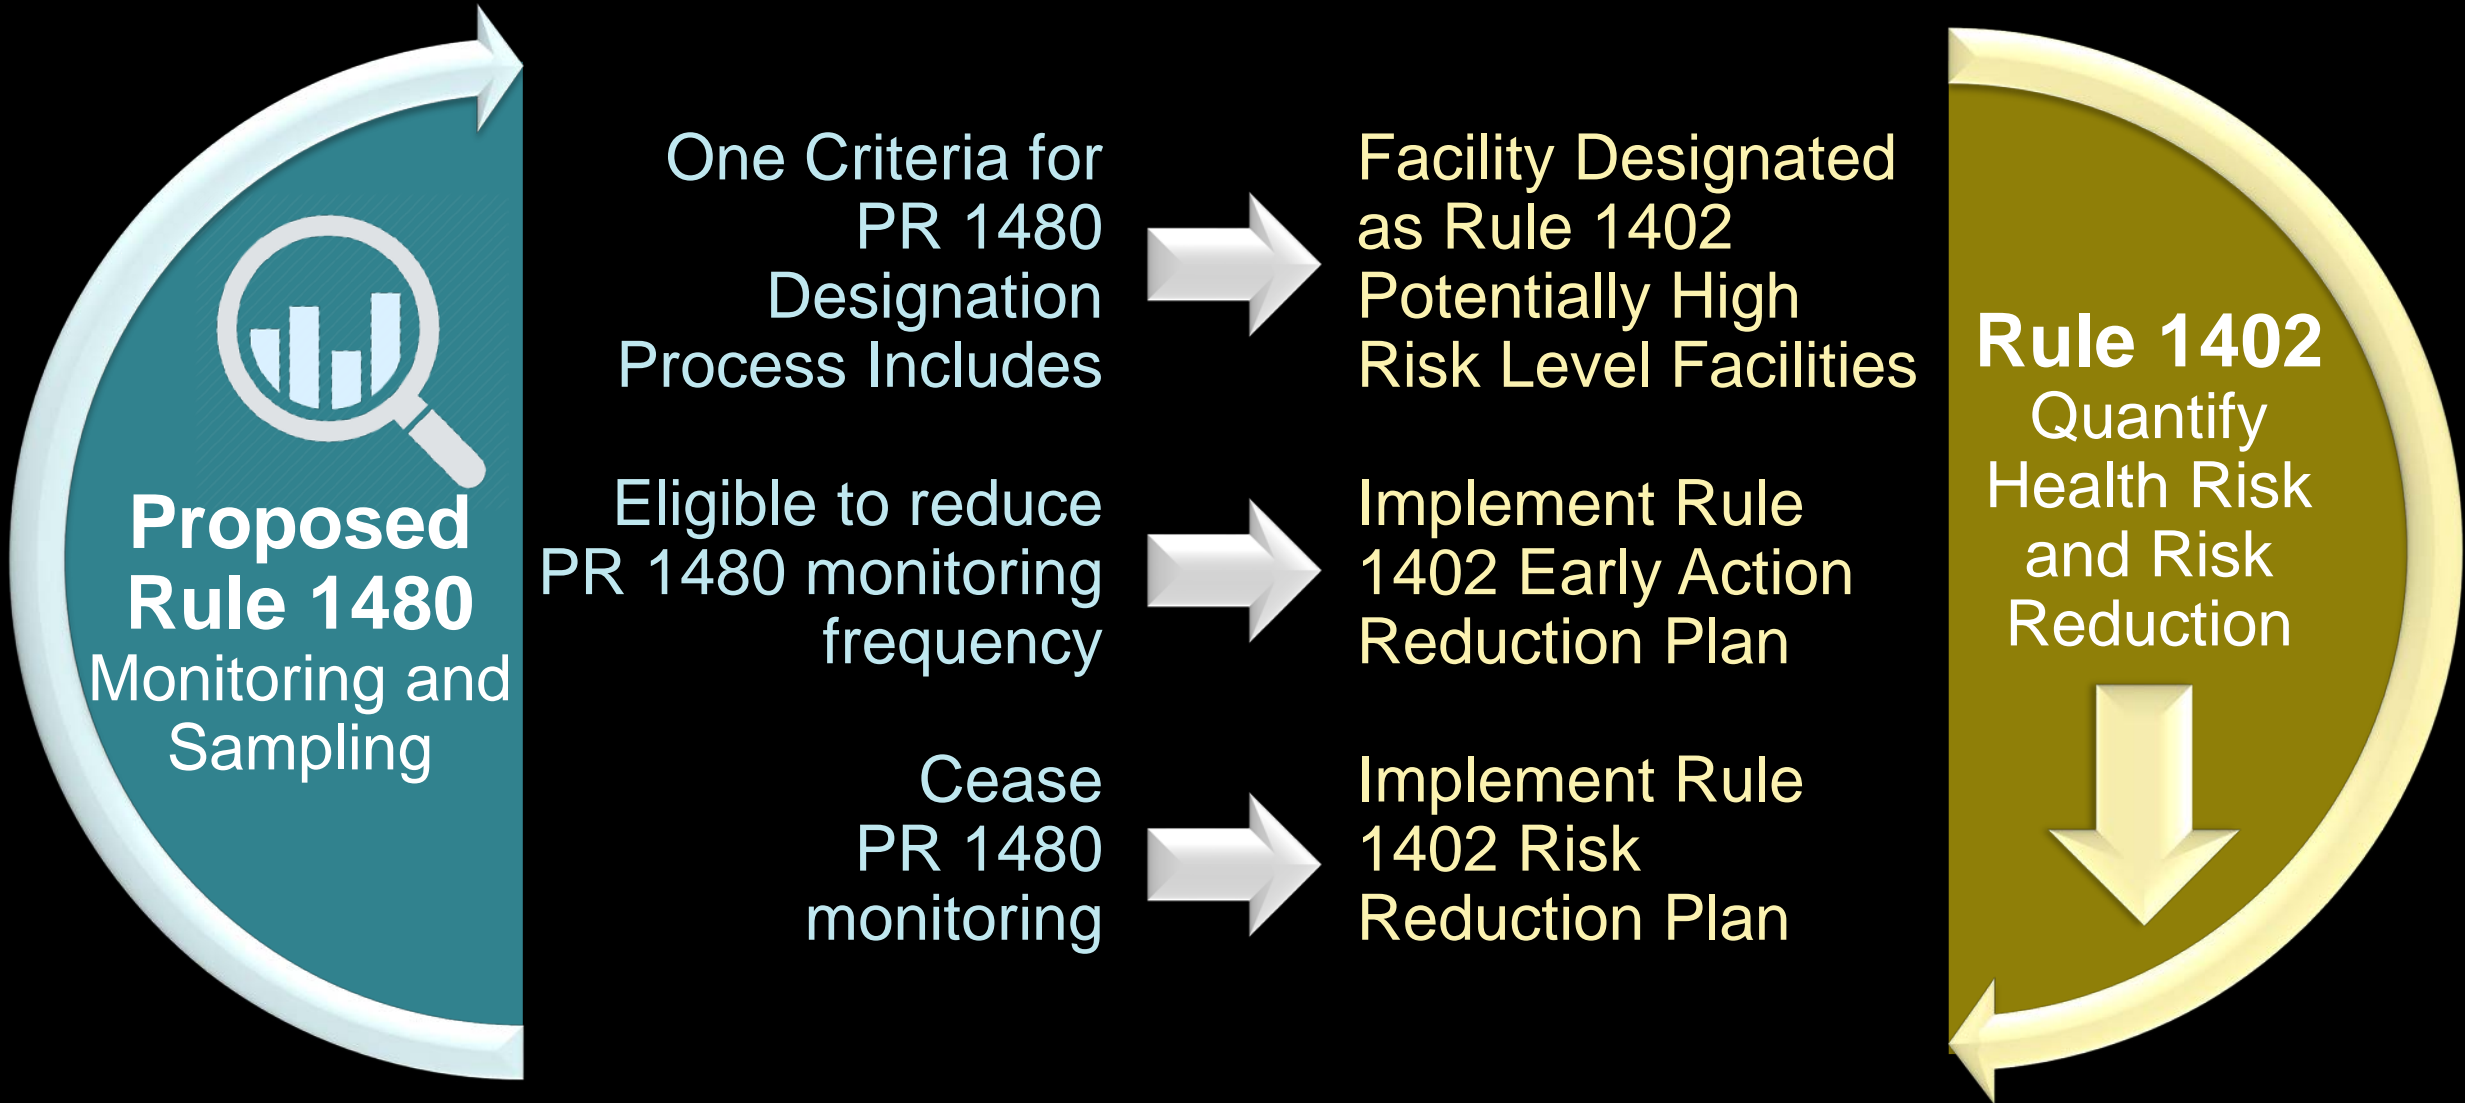 Proposed
Rule 1480
Monitoring and
Sampling
One Criteria for
PR 1480
Designation
Process Includes
Facility Designated
as Rule 1402
Potentially High
Risk Level Facilities
Eligible to reduce
PR 1480 monitoring
frequency
Implement Rule
1402 Early Action
Reduction Plan
Cease
PR 1480
monitoring
Implement Rule
1402 Risk
Reduction Plan
Rule 1402
Quantify
Health Risk
and Risk
Reduction